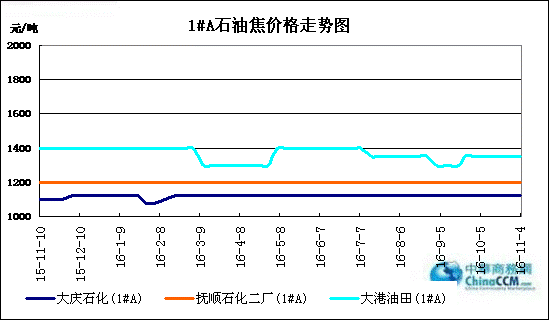 1#A石油焦价格走势图
元/吨
2000
1800
1600
1400
1200
1000
15-11-10 15-12-10 16-1-9 16-2-8 16-3-9 16-4-8 16-5-8 16-6-7 16-7-7 16-8-6 16-9-5 16-10-5 16-11-4
中华商务网
ChinaCCM.com
China Commodity Marketplace
大庆石化(1#A) 抚顺石化二厂(1#A) 大港油田(1#A)